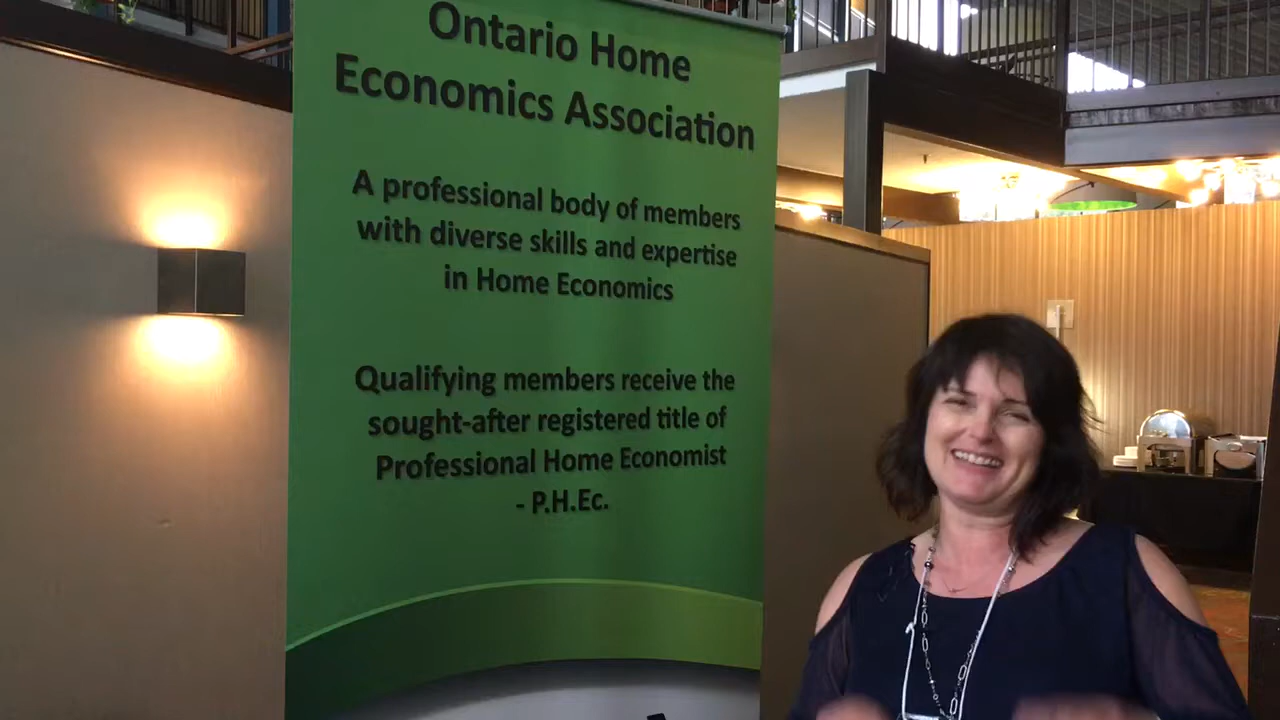 Ontario Home
Economics Association
A professional body of members
with diverse skills and expertise
in Home Economics
Qualifying members receive the
sought-after registered title of
Professional Home Economist
- P.H.Ec.